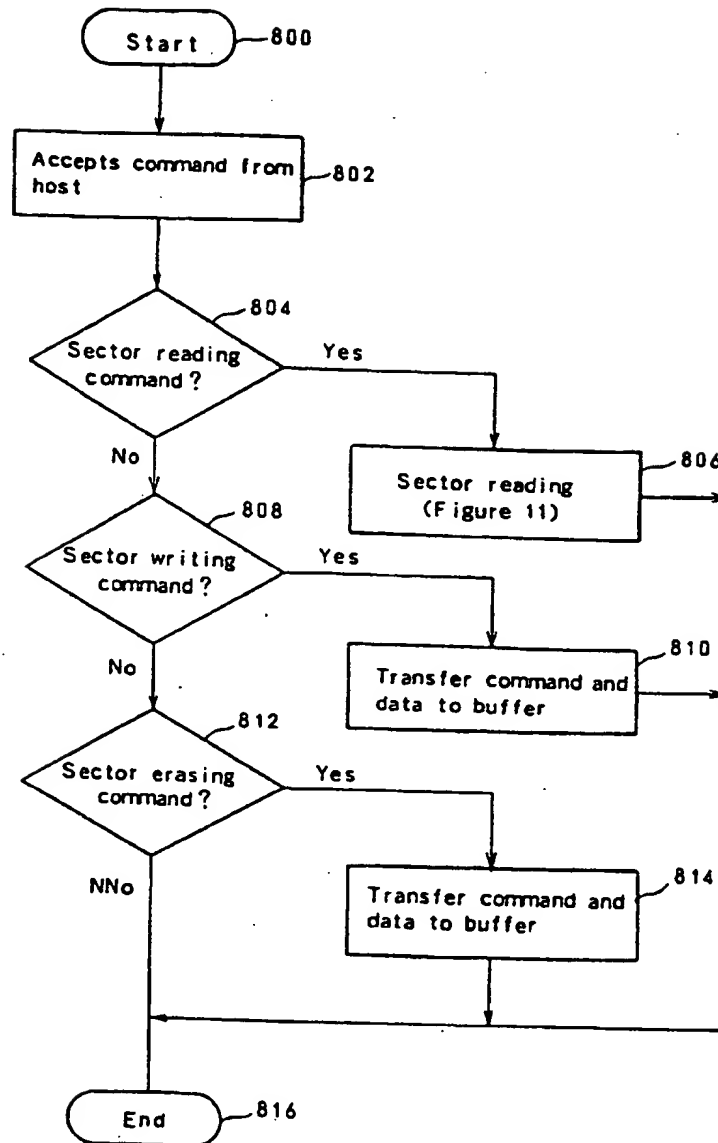 Start
800
Accepts command from
host
802
804
Sector reading
command?
Yes
No
806
Sector reading
(Figure 11)
808
Sector writing
command?
Yes
No
810
Transfer command and
data to buffer
812
Sector erasing
command?
Yes
NNo
814
Transfer command and
data to buffer
End
816